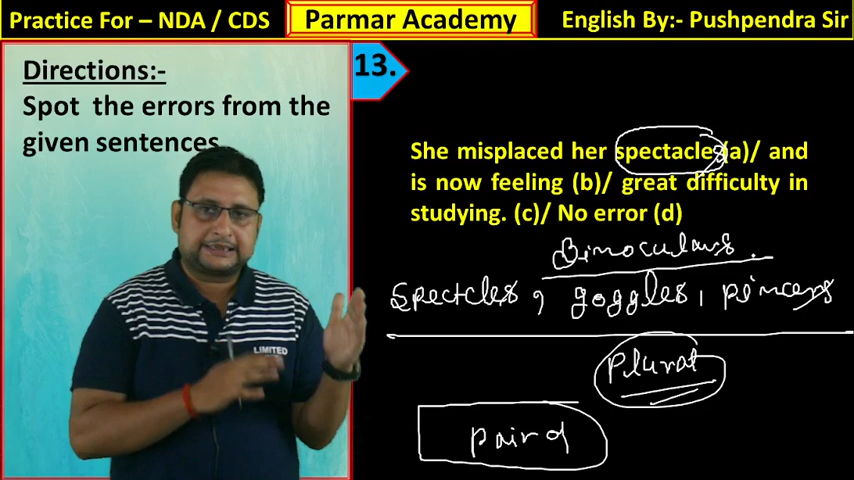 Practice For – NDA / CDS
Parmar Academy
English By:- Pushpendra Sir
Directions:-
Spot the errors from the
given sentences
13.
She misplaced her spectacles (a)/ and
is now feeling (b)/ great difficulty in
studying. (c)/ No error (d)
Binoculars.
Spectcles, goggles, pincers
Plural
pair of
LIMITED